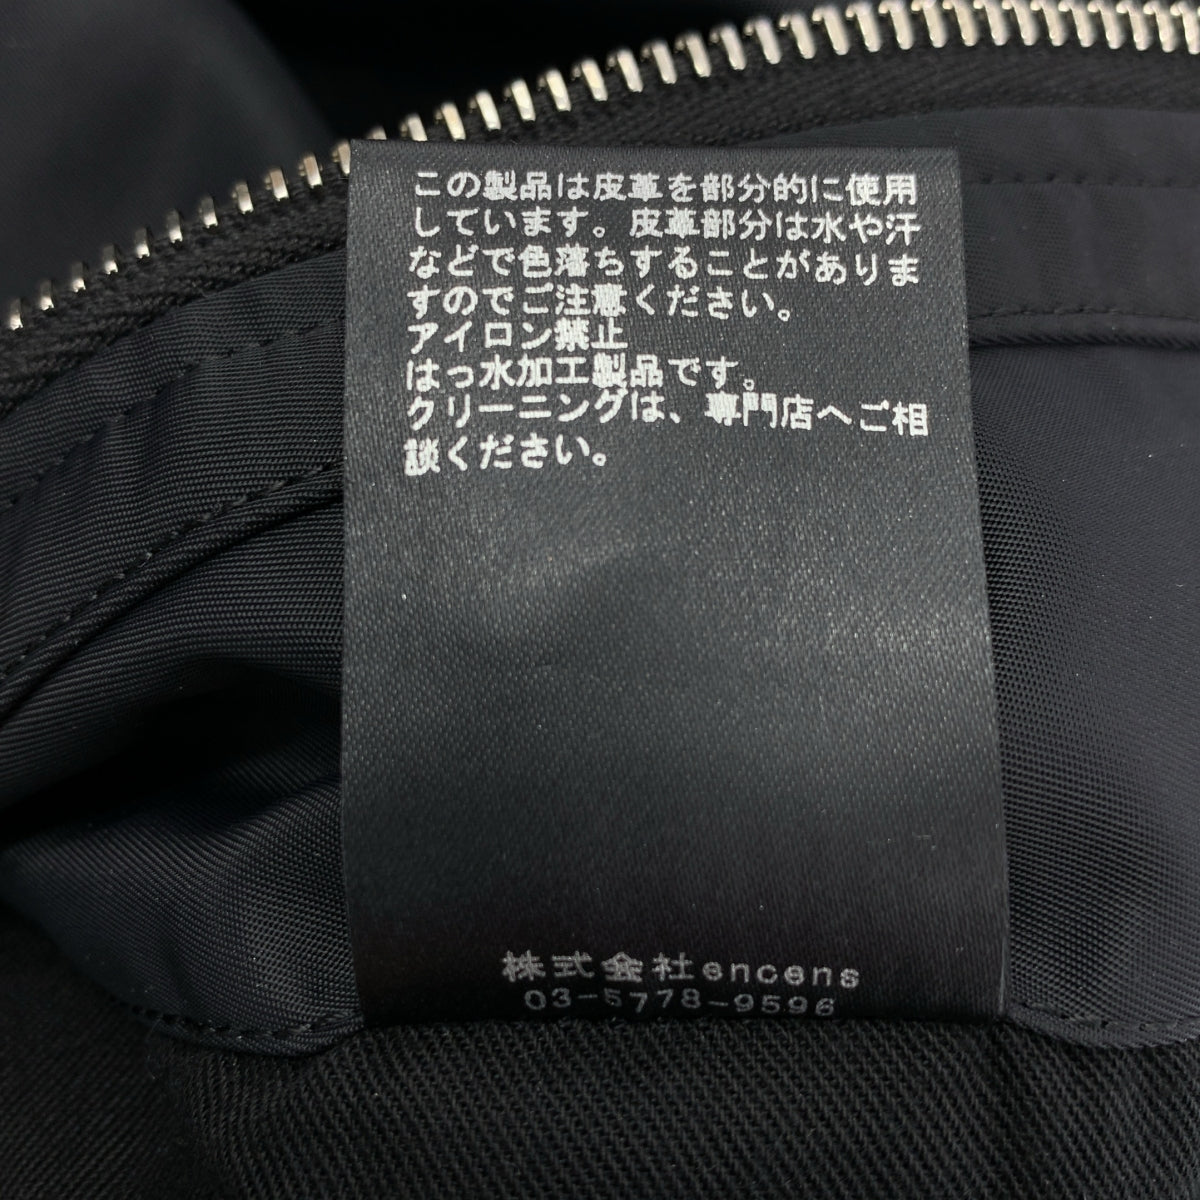 この製品は皮革を部分的に使用
しています。皮革部分は水や汗
などで色落ちすることがありま
すのでご注意ください。
アイロン禁止
はっ水加工製品です。
クリーニングは、専門店へご相
談ください。
株式会社encens
03-5778-9596